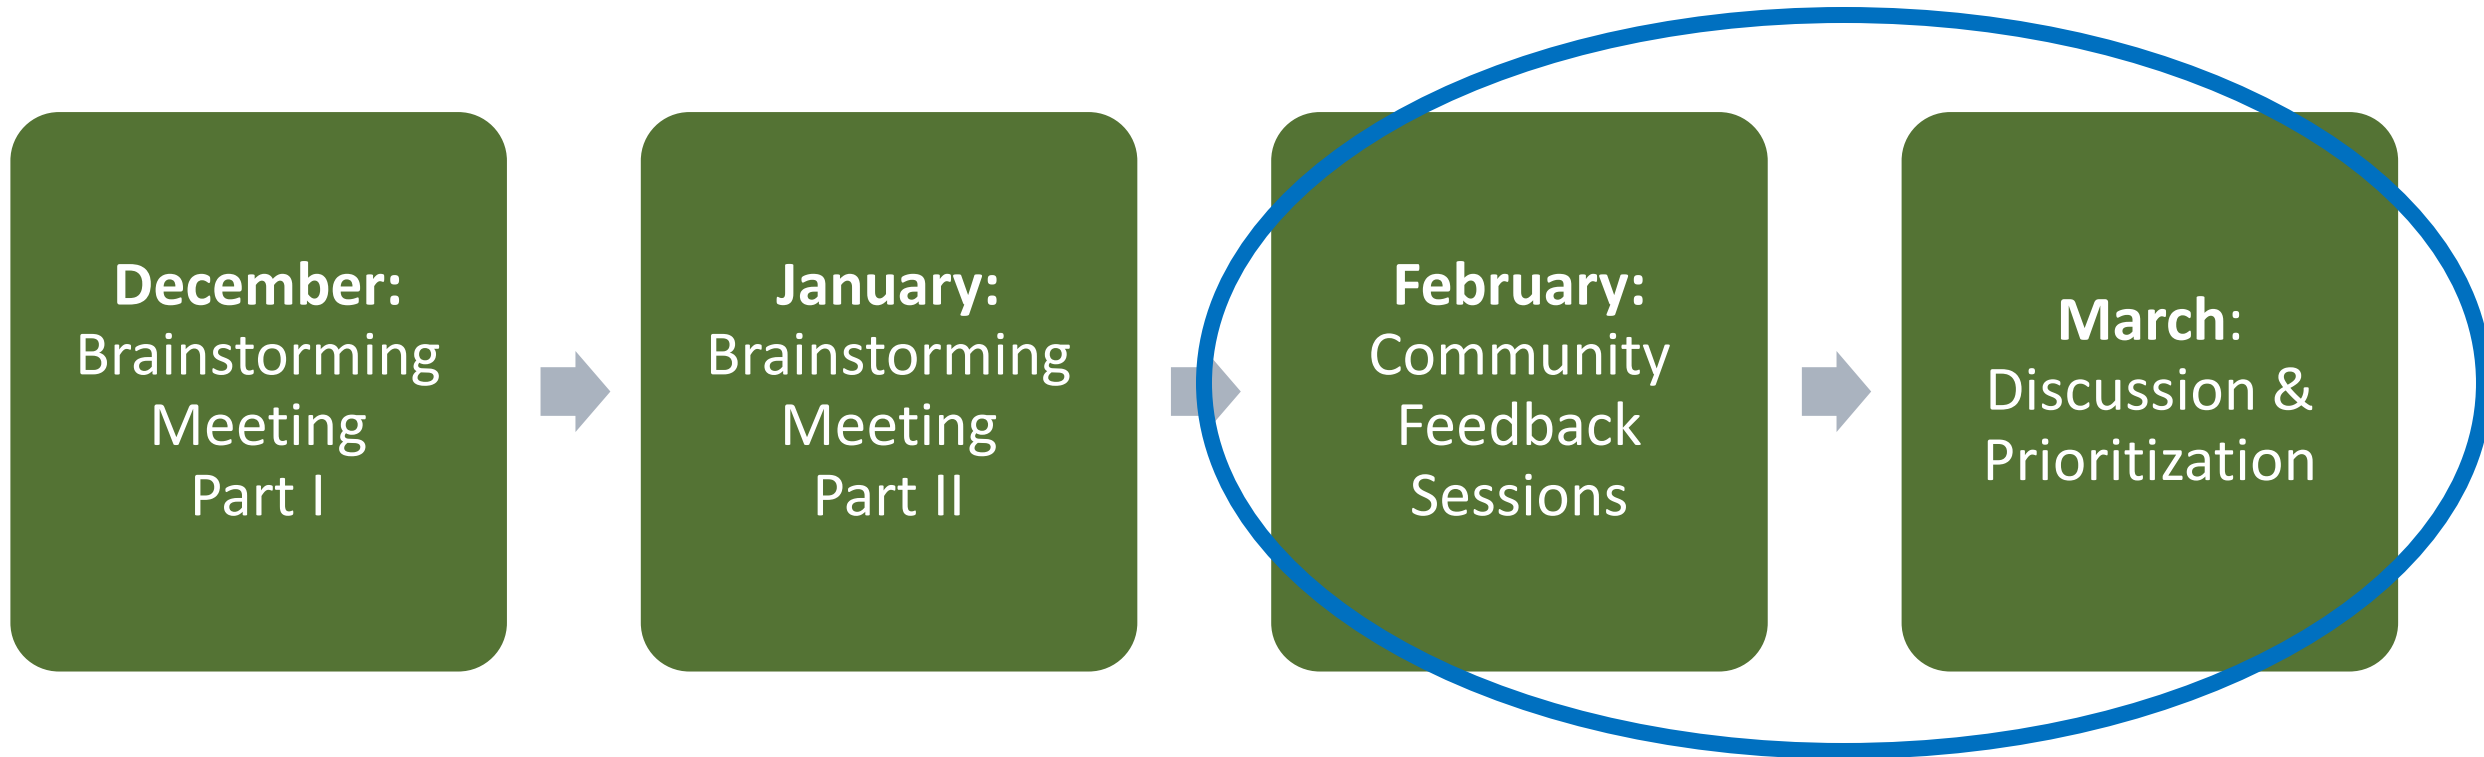 December:
Brainstorming
Meeting
Part I
January:
Brainstorming
Meeting
Part II
February:
Community
Feedback
Sessions
March:
Discussion &
Prioritization